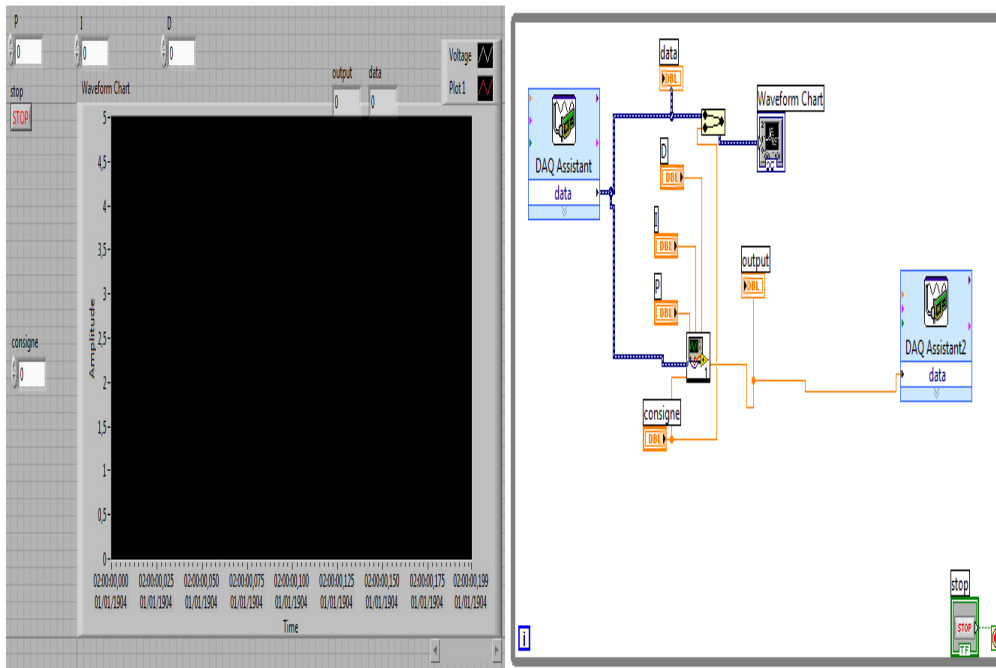 P I D
0 0 0
stop
STOP
Waveform Chart
output data
0 0
Voltage
Plot 1
consigne
0
Amplitude
5
4,5
4
3,5
3
2,5
2
1,5
1
0,5
0
02:00:00,000 02:00:00,025 02:00:00,050 02:00:00,075 02:00:00,100 02:00:00,125 02:00:00,150 02:00:00,175 02:00:00,199
01/01/1904 01/01/1904 01/01/1904 01/01/1904 01/01/1904 01/01/1904 01/01/1904 01/01/1904 01/01/1904
Time
data
DBL
Waveform Chart
DAQ Assistant
data
D
DBL
I
DBL
P
DBL
output
DBL
DAQ Assistant2
data
1
consigne
DBL
stop
STOP
TF
i